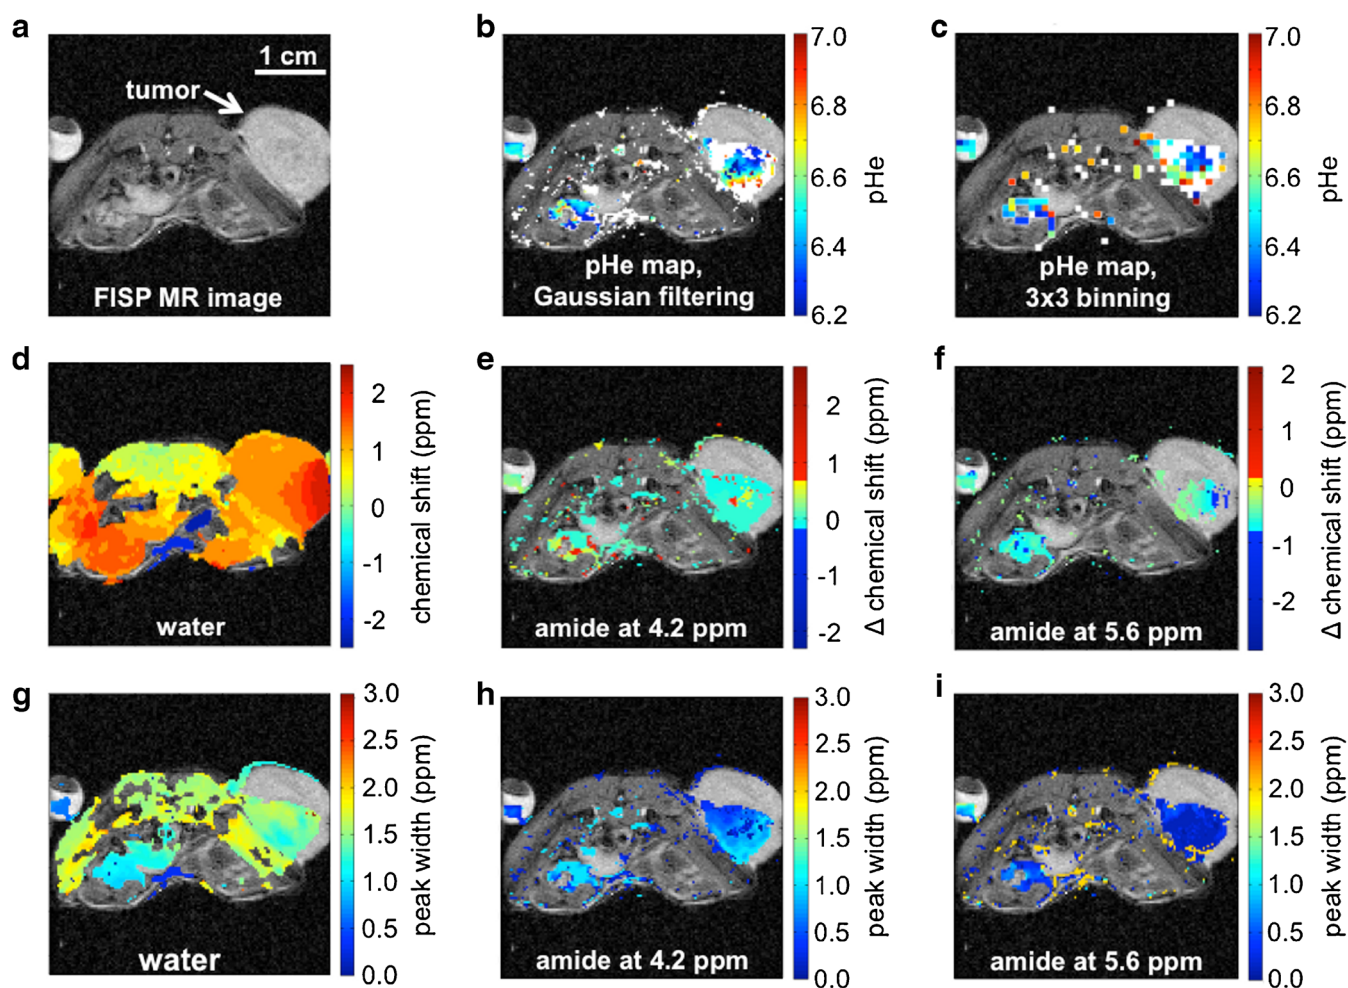 a
1 cm
tumor
FISP MR image
b
pHe map,
Gaussian filtering
7.0
6.8
6.6
6.4
6.2
pHe
c
pHe map,
3x3 binning
7.0
6.8
6.6
6.4
6.2
pHe
d
water
2
1
0
-1
-2
chemical shift (ppm)
e
amide at 4.2 ppm
2
1
0
-1
-2
Δ chemical shift (ppm)
f
amide at 5.6 ppm
2
1
0
-1
-2
Δ chemical shift (ppm)
g
water
3.0
2.5
2.0
1.5
1.0
0.5
0.0
peak width (ppm)
h
amide at 4.2 ppm
3.0
2.5
2.0
1.5
1.0
0.5
0.0
peak width (ppm)
i
amide at 5.6 ppm
3.0
2.5
2.0
1.5
1.0
0.5
0.0
peak width (ppm)